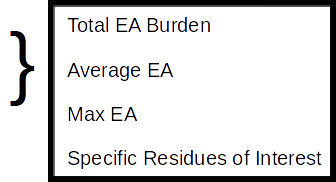 Total EA Burden
Average EA
Max EA
Specific Residues of Interest